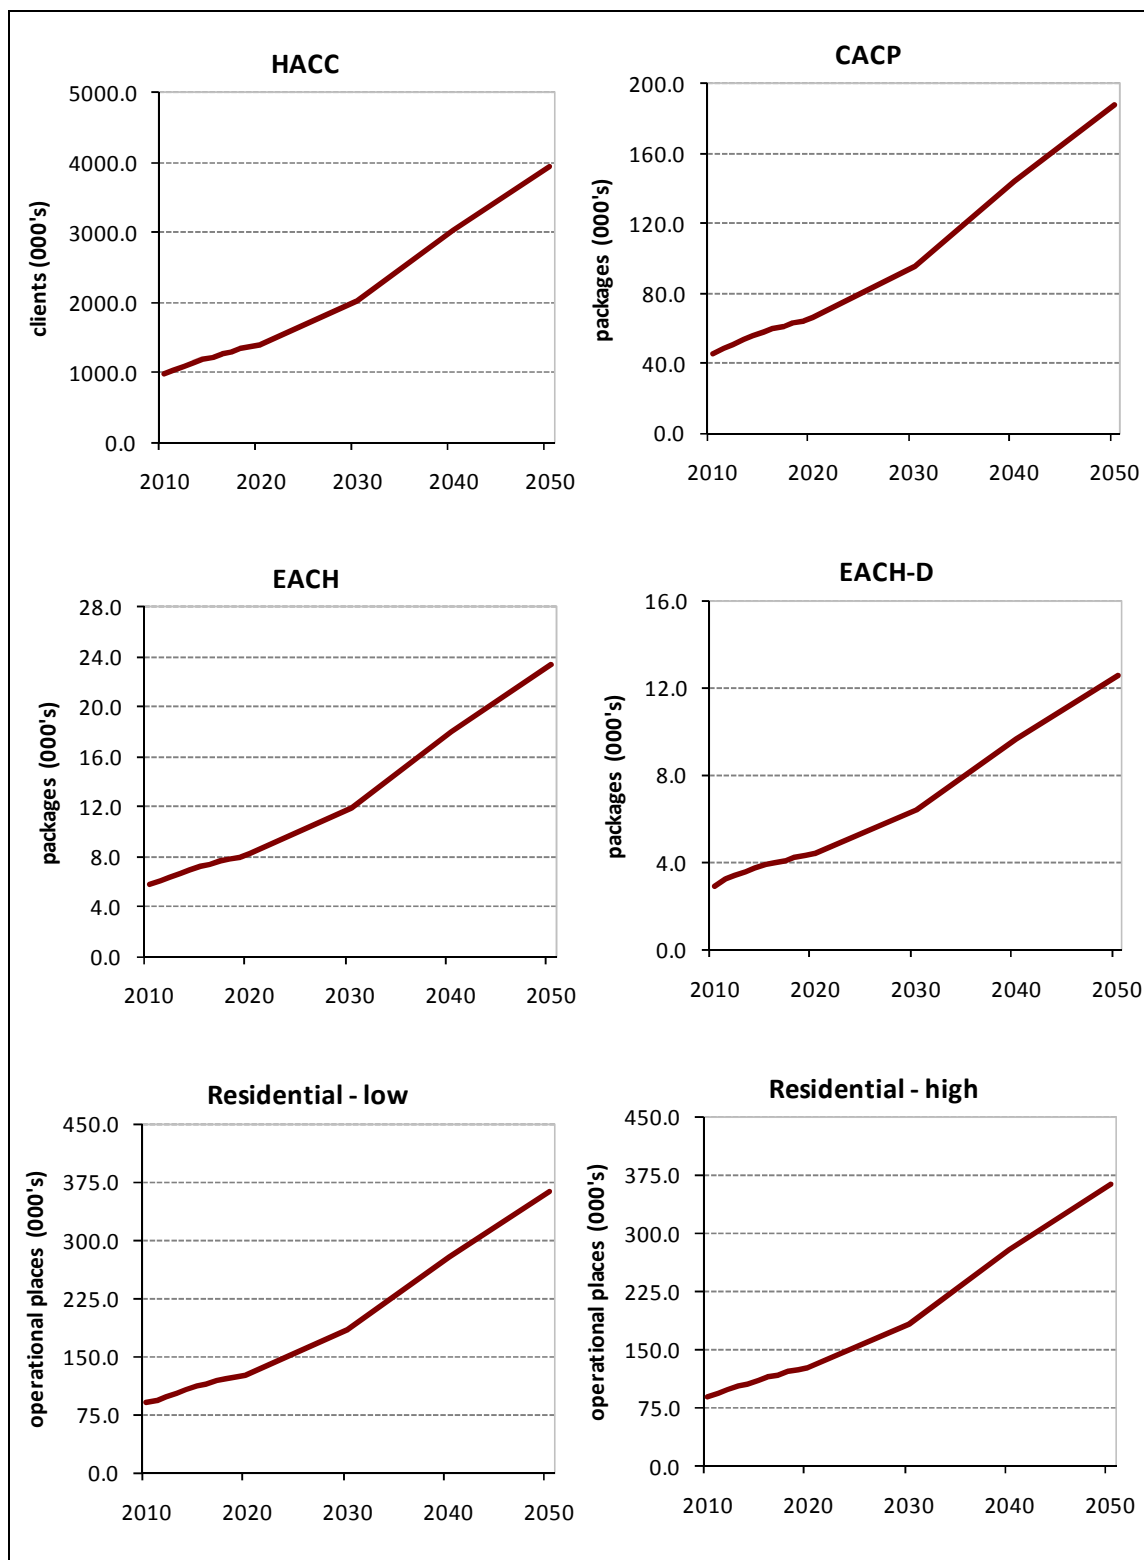 HACC
5000.0
4000.0
3000.0
2000.0
1000.0
0.0
clients (000's)
2010 2020 2030 2040 2050
CACP
200.0
160.0
120.0
80.0
40.0
0.0
packages (000's)
2010 2020 2030 2040 2050
EACH
28.0
24.0
20.0
16.0
12.0
8.0
4.0
0.0
packages (000's)
2010 2020 2030 2040 2050
EACH-D
16.0
12.0
8.0
4.0
0.0
packages (000's)
2010 2020 2030 2040 2050
Residential - low
450.0
375.0
300.0
225.0
150.0
75.0
0.0
operational places (000's)
2010 2020 2030 2040 2050
Residential - high
450.0
375.0
300.0
225.0
150.0
75.0
0.0
operational places (000's)
2010 2020 2030 2040 2050